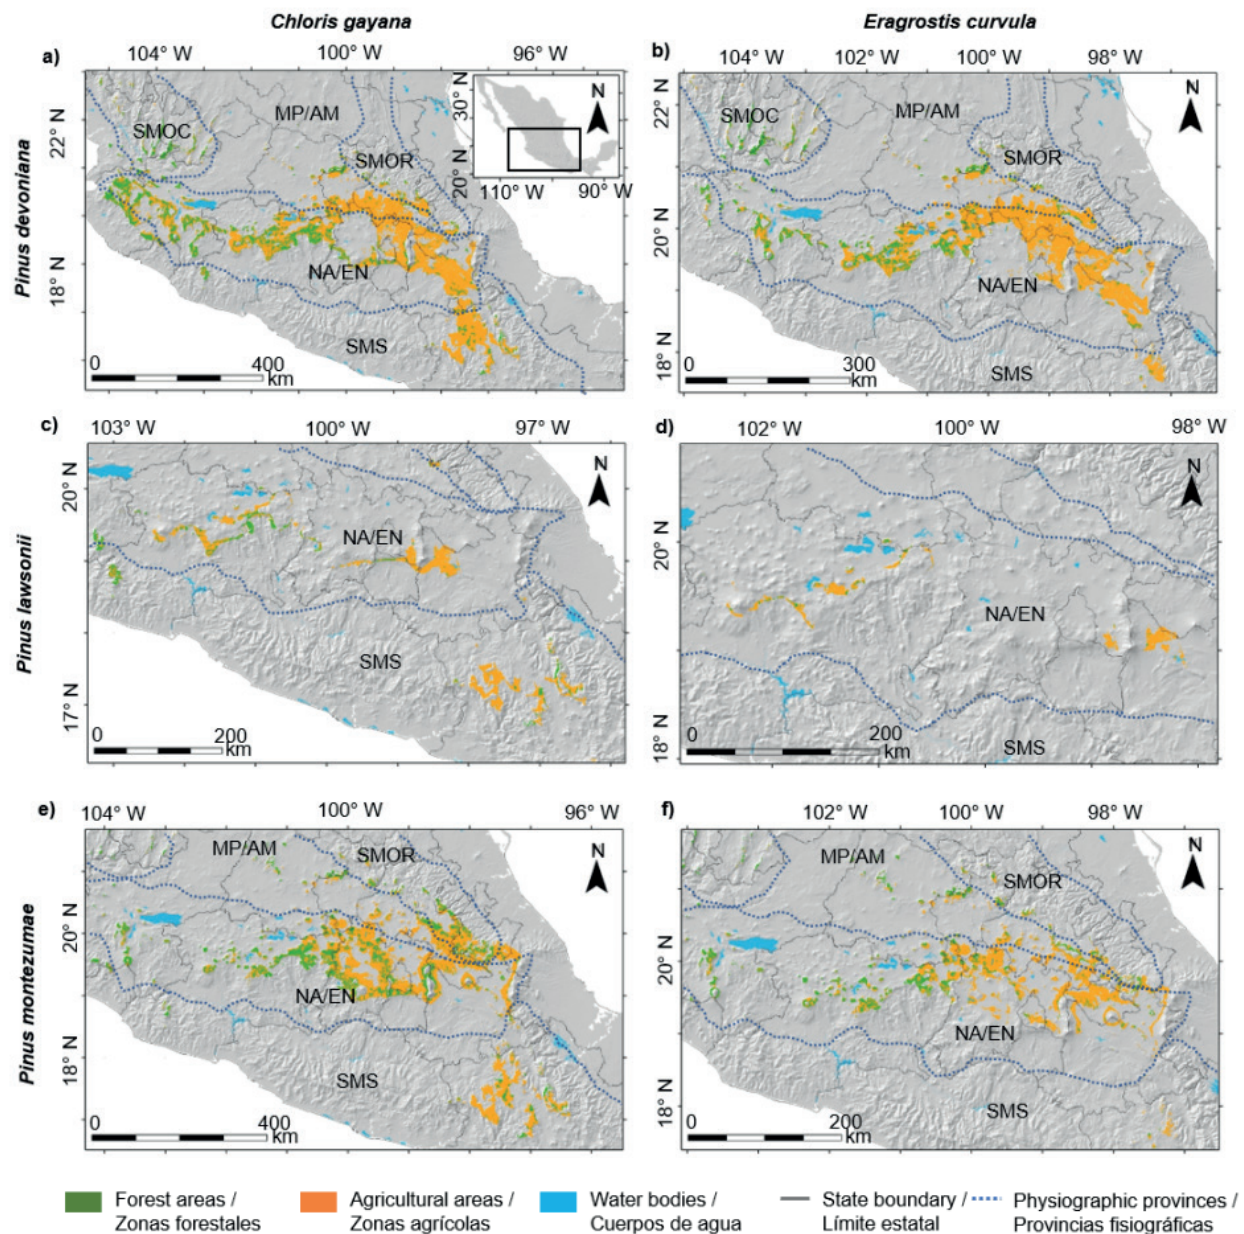 Chloris gayana
Eragrostis curvula
a)
104° W
100° W
96° W
22° N
20° N
18° N
SMOC
MP/AM
SMOR
NA/EN
SMS
N
30° N
20° N
110° W
90° W
0
400
km
Pinus devoniana
b)
104° W
102° W
100° W
98° W
22° N
20° N
18° N
SMOC
MP/AM
SMOR
NA/EN
SMS
N
0
300
km
c)
103° W
100° W
97° W
20° N
17° N
NA/EN
SMS
N
0
200
km
Pinus lawsonii
d)
102° W
100° W
98° W
20° N
18° N
NA/EN
SMS
N
0
200
km
e)
104° W
100° W
96° W
20° N
18° N
MP/AM
SMOR
NA/EN
SMS
N
0
400
km
Pinus montezumae
f)
102° W
100° W
98° W
20° N
18° N
MP/AM
SMOR
NA/EN
SMS
N
0
200
km
Forest areas /
Zonas forestales
Agricultural areas /
Zonas agrícolas
Water bodies /
Cuerpos de agua
State boundary /
Límite estatal
Physiographic provinces /
Provincias fisiográficas